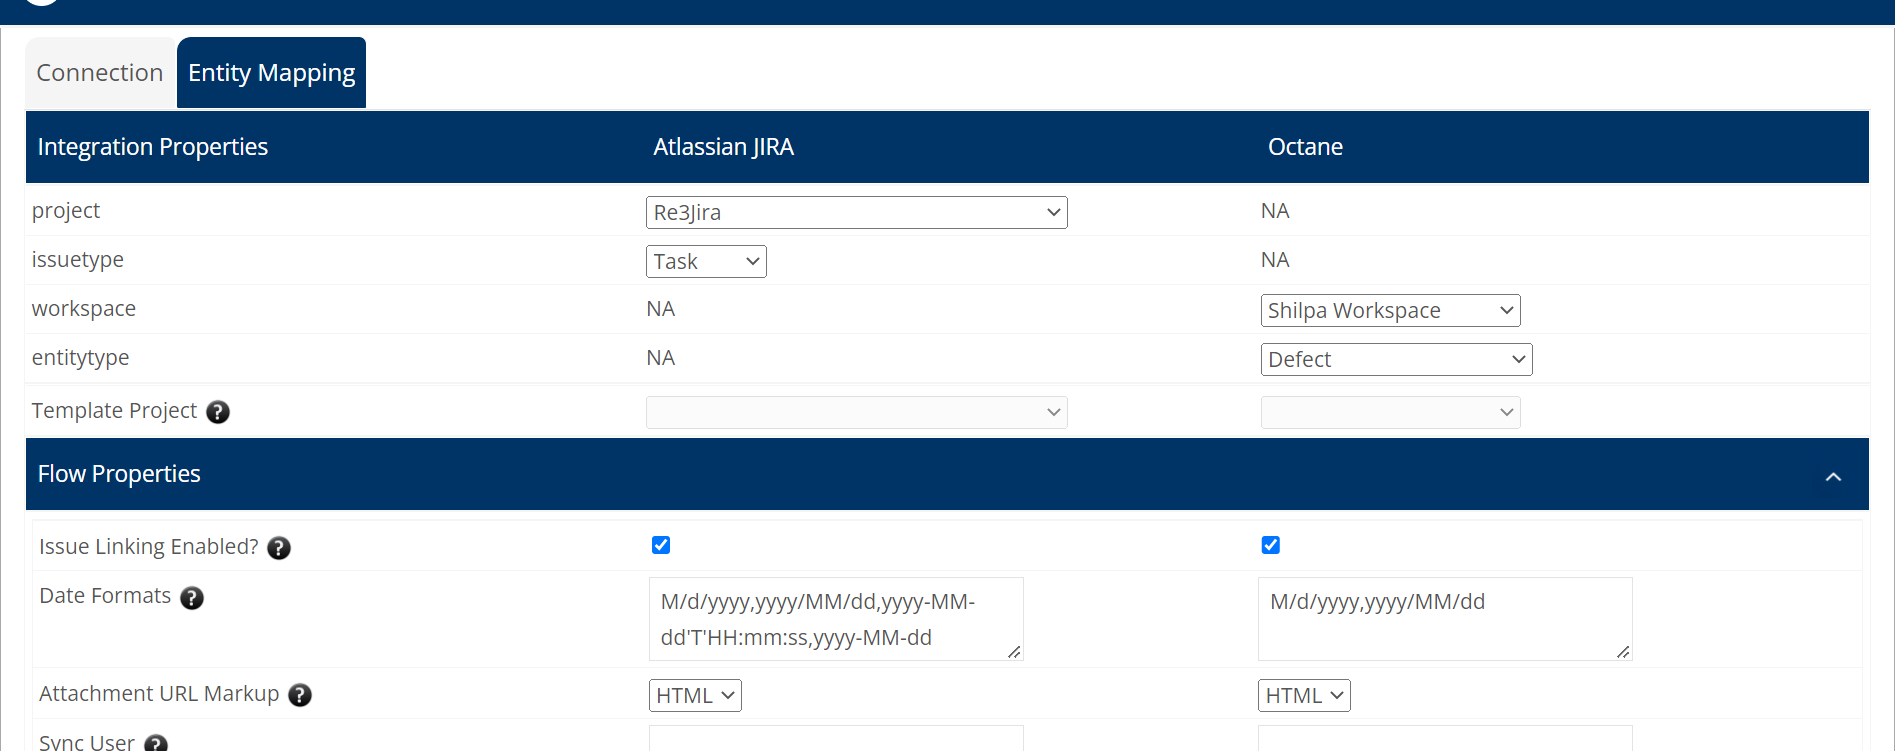 Connection Entity Mapping
Integration Properties Atlassian JIRA Octane
project Re3Jira NA
issuetype Task NA
workspace NA Shilpa Workspace
entitytype NA Defect
Template Project ?
Flow Properties
Issue Linking Enabled? ?
Date Formats ? M/d/yyyy,yyyy/MM/dd,yyyy-MM- M/d/yyyy,yyyy/MM/dd
dd'T'HH:mm:ss,yyyy-MM-dd
Attachment URL Markup ? HTML HTML
Sync User ?